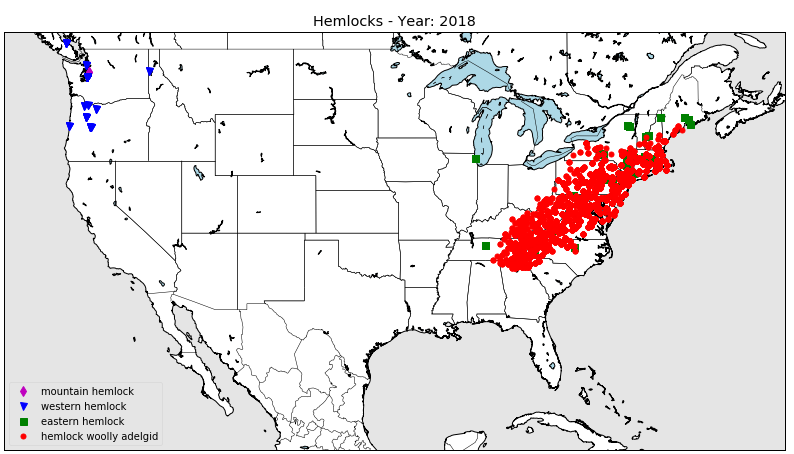 Hemlocks - Year: 2018
mountain hemlock
western hemlock
eastern hemlock
hemlock woolly adelgid